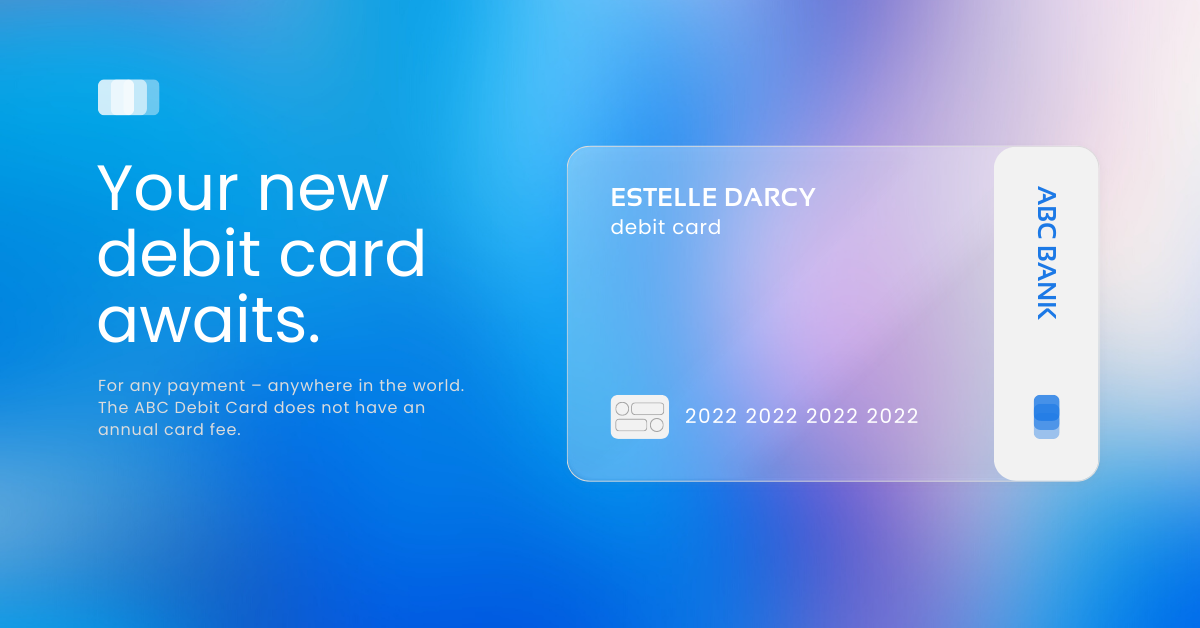 Your new
debit card
awaits.
For any payment – anywhere in the world.
The ABC Debit Card does not have an
annual card fee.
ESTELLE DARCY
debit card
2022 2022 2022 2022
ABC BANK